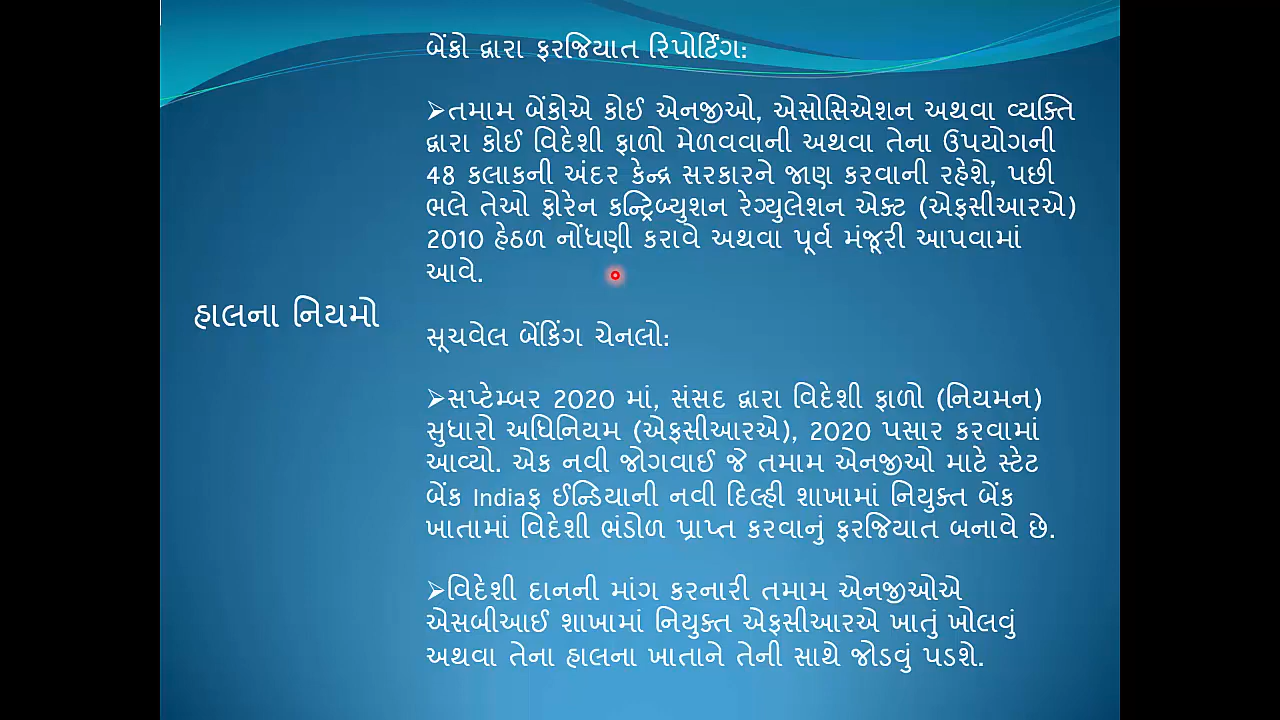 બેંકો દ્વારા ફરજિયાત રિપોર્ટિંગ:
➢તમામ બેંકોએ કોઈ એનજીઓ, એસોસિએશન અથવા વ્યક્તિ
દ્વારા કોઈ વિદેશી ફાળો મેળવવાની અથવા તેના ઉપયોગની
48 કલાકની અંદર કેન્દ્ર સરકારને જાણ કરવાની રહેશે, પછી
ભલે તેઓ ફોરેન કન્ટ્રિબ્યુશન રેગ્યુલેશન એક્ટ (એફસીઆરએ)
2010 હેઠળ નોંધણી કરાવે અથવા પૂર્વ મંજૂરી આપવામાં
આવે.
હાલના નિયમો
સૂચવેલ બેંકિંગ ચેનલો:
➢સપ્ટેમ્બર 2020 માં, સંસદ દ્વારા વિદેશી ફાળો (નિયમન)
સુધારો અધિનિયમ (એફસીઆરએ), 2020 પસાર કરવામાં
આવ્યો. એક નવી જોગવાઈ જે તમામ એનજીઓ માટે સ્ટેટ
બેંક Indiaફ ઈન્ડિયાની નવી દિલ્હી શાખામાં નિયુક્ત બેંક
ખાતામાં વિદેશી ભંડોળ પ્રાપ્ત કરવાનું ફરજિયાત બનાવે છે.
➢વિદેશી દાનની માંગ કરનારી તમામ એનજીઓએ
એસબીઆઈ શાખામાં નિયુક્ત એફસીઆરએ ખાતું ખોલવું
અથવા તેના હાલના ખાતાને તેની સાથે જોડવું પડશે.